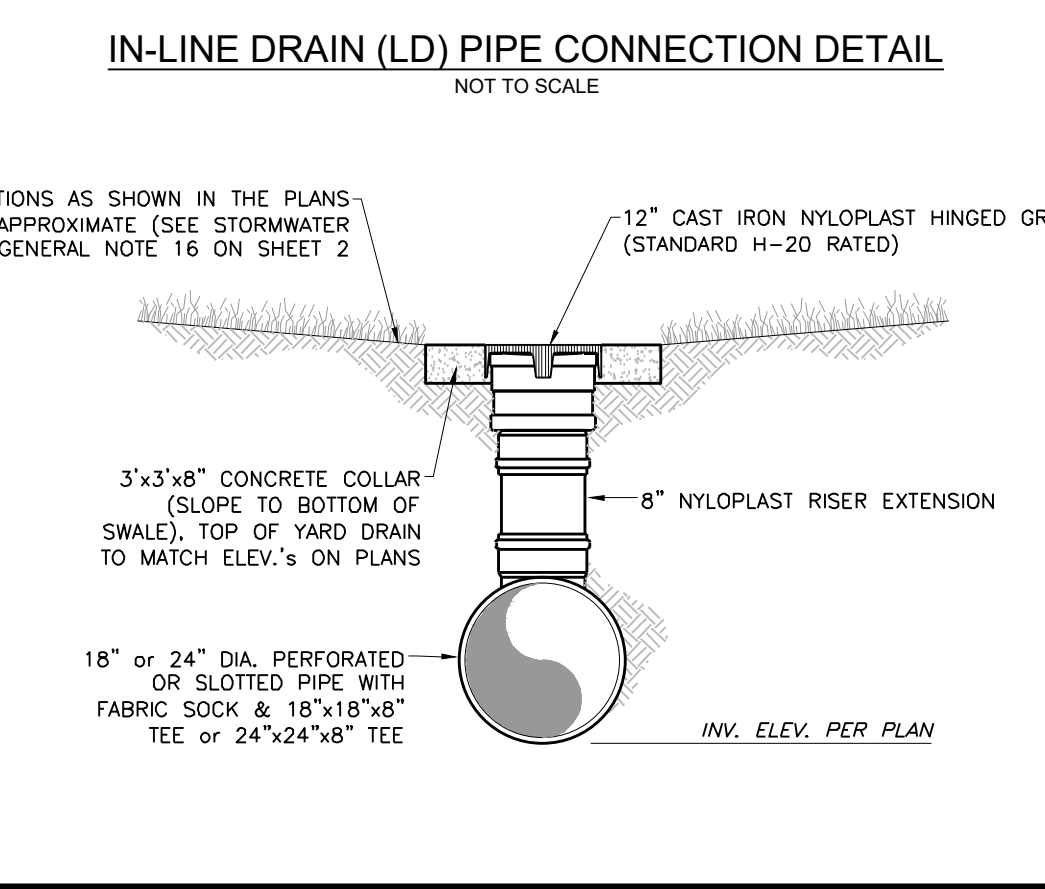 IN-LINE DRAIN (LD) PIPE CONNECTION DETAIL
NOT TO SCALE
AS SHOWN IN THE PLANS
APPROXIMATE (SEE STORMWATER
GENERAL NOTE 16 ON SHEET 2
12" CAST IRON NYLOPLAST HINGED
(STANDARD H-20 RATED)
3'x3'x8" CONCRETE COLLAR
(SLOPE TO BOTTOM OF
SWALE), TOP OF YARD DRAIN
TO MATCH ELEV.'s ON PLANS
8" NYLOPLAST RISER EXTENSION
18" or 24" DIA. PERFORATED
OR SLOTTED PIPE WITH
FABRIC SOCK & 18"x18"x8"
TEE or 24"x24"x8" TEE
INV. ELEV. PER PLAN